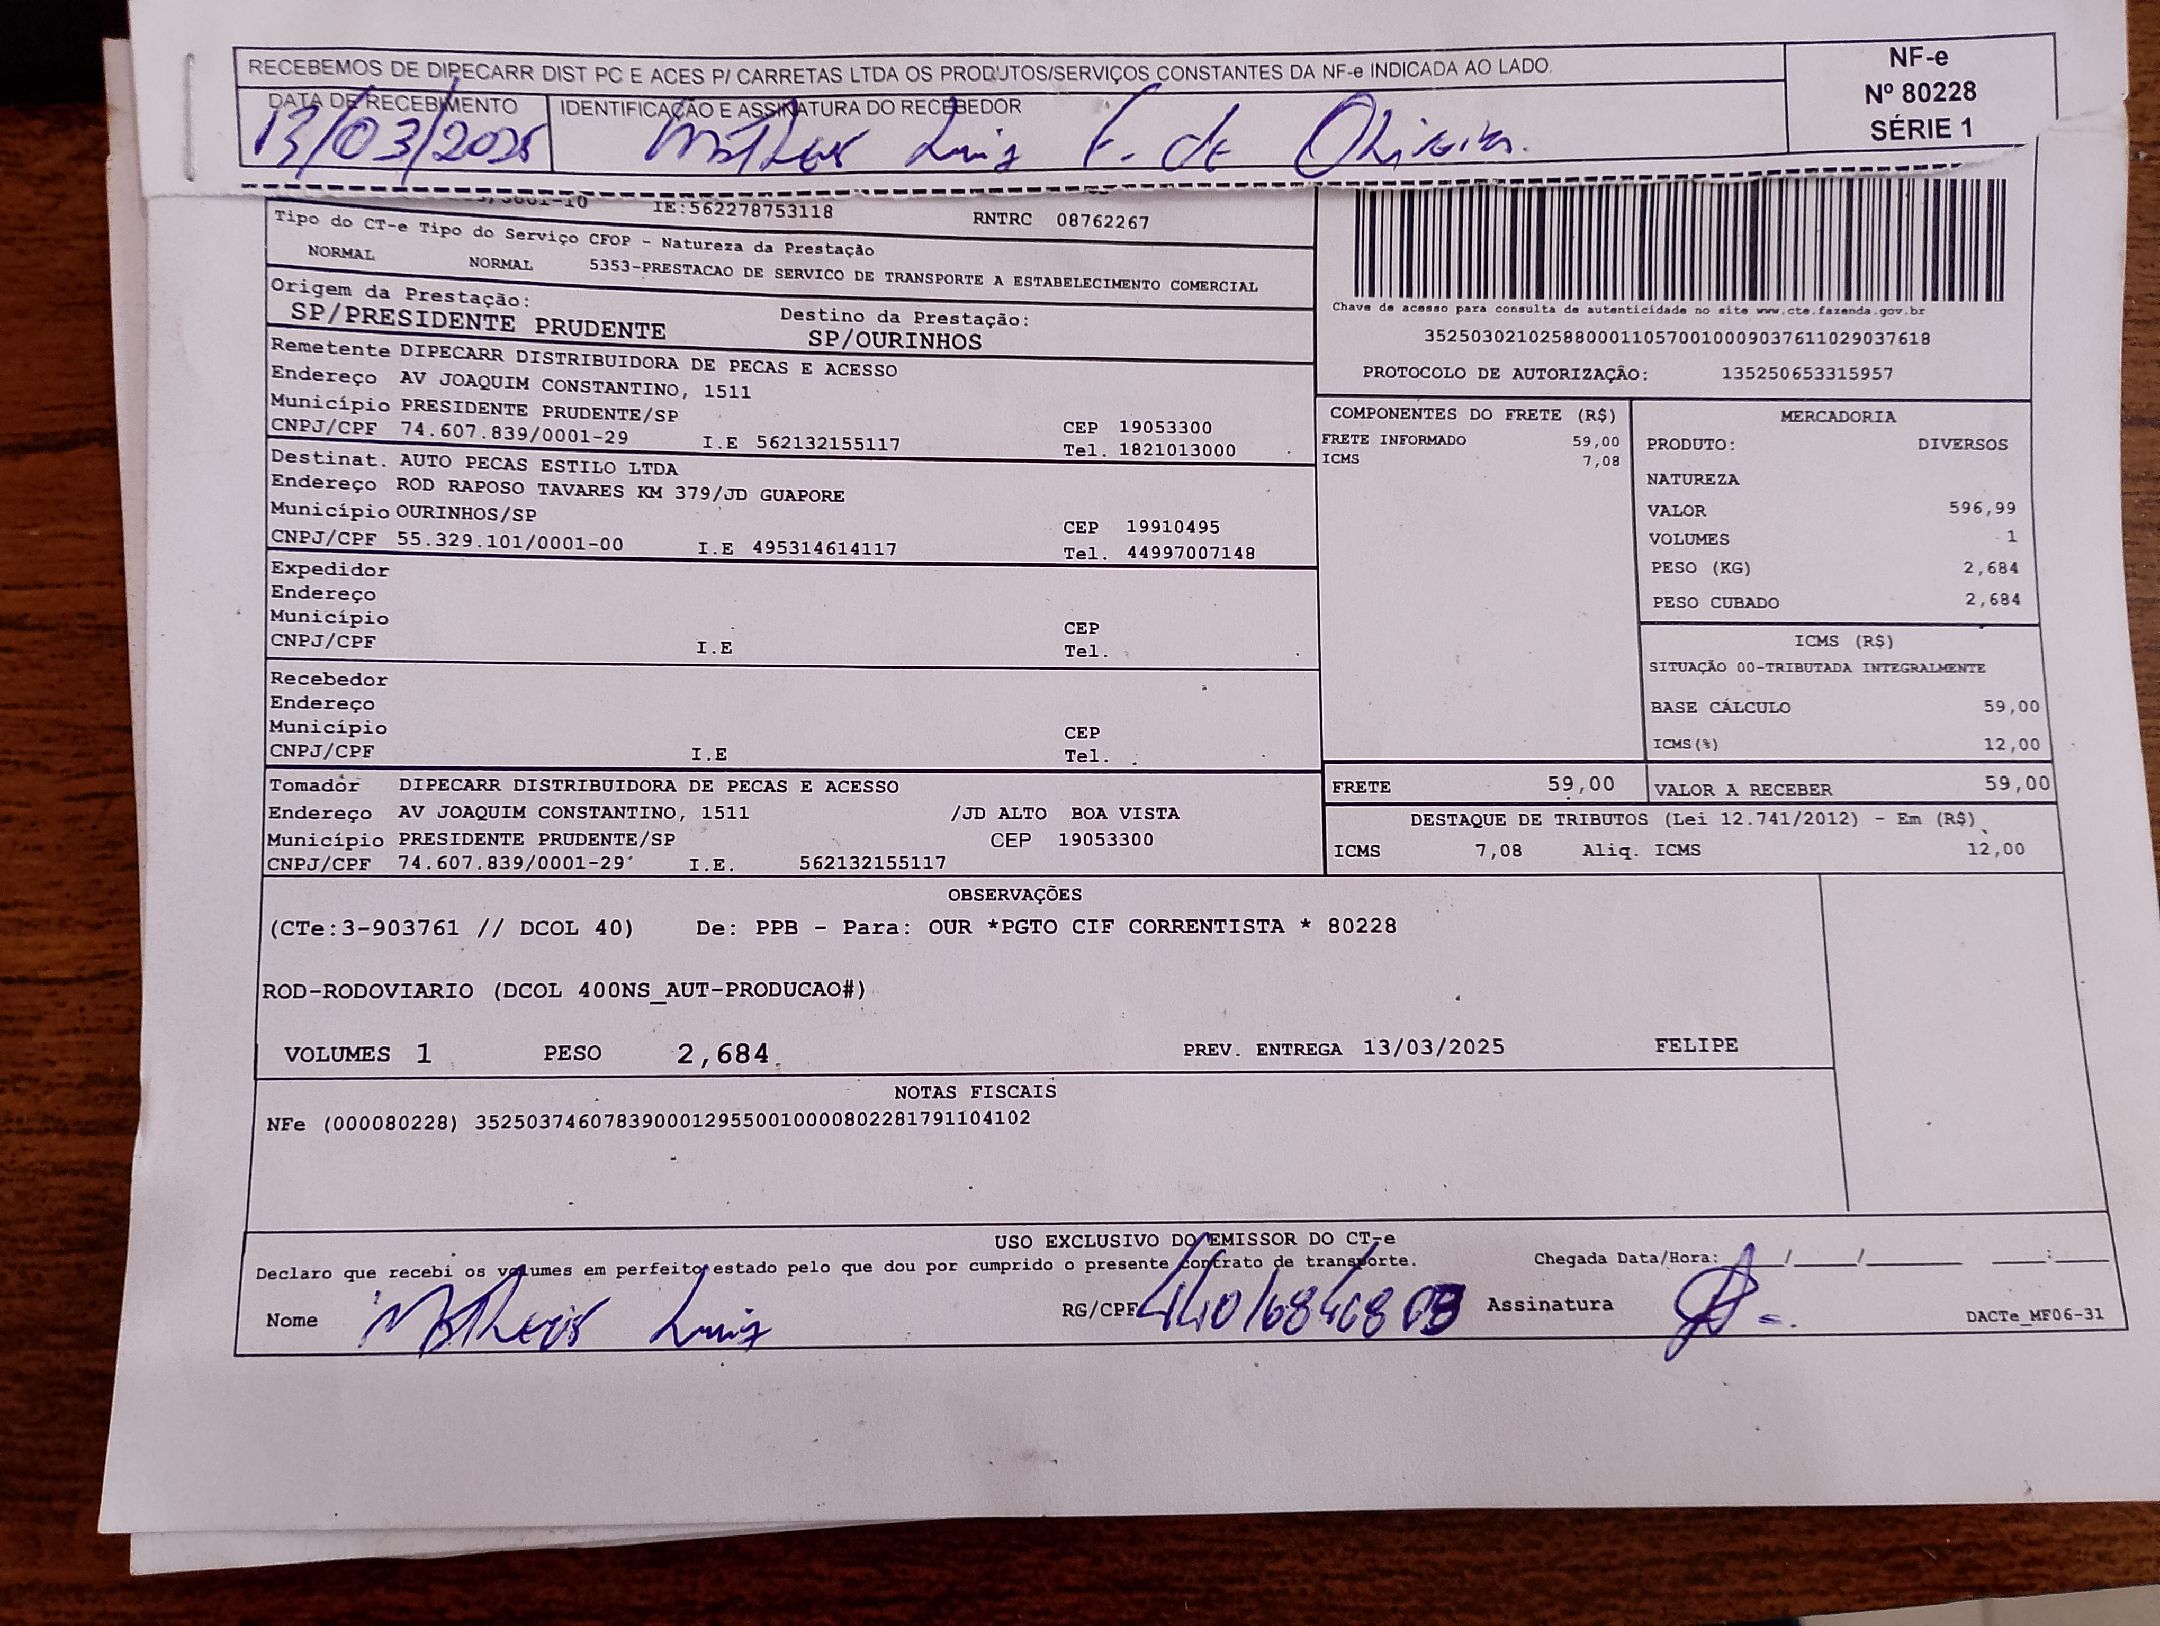 RECEBEMOS DE DIPECARR DIST PC E ACES P/ CARRETAS LTDA OS PRODUTOS/SERVIÇOS CONSTANTES DA NF-e INDICADA AO LADO.
NF-e
Nº 80228
SÉRIE 1
DATA DE RECEBIMENTO
13/03/2025
IDENTIFICAÇÃO E ASSINATURA DO RECEBEDOR
Matheus Luiz F. de Oliveira.
IE:562278753118 RNTRC 08762267
Tipo do CT-e Tipo do Serviço CFOP - Natureza da Prestação
NORMAL NORMAL 5353-PRESTACAO DE SERVICO DE TRANSPORTE A ESTABELECIMENTO COMERCIAL
Origem da Prestação: Destino da Prestação:
SP/PRESIDENTE PRUDENTE SP/OURINHOS
Chave de acesso para consulta de autenticidade no site www.cte.fazenda.gov.br
35250302102588000110570010009037611029037618
PROTOCOLO DE AUTORIZAÇÃO: 135250653315957
Remetente DIPECARR DISTRIBUIDORA DE PECAS E ACESSO
Endereço AV JOAQUIM CONSTANTINO, 1511
Município PRESIDENTE PRUDENTE/SP CEP 19053300
CNPJ/CPF 74.607.839/0001-29 I.E 562132155117 Tel. 1821013000
Destinat. AUTO PECAS ESTILO LTDA
Endereço ROD RAPOSO TAVARES KM 379/JD GUAPORE
Município OURINHOS/SP CEP 19910495
CNPJ/CPF 55.329.101/0001-00 I.E 495314614117 Tel. 44997007148
Expedidor
Endereço
Município CEP
CNPJ/CPF I.E Tel.
Recebedor
Endereço
Município CEP
CNPJ/CPF I.E Tel.
Tomador DIPECARR DISTRIBUIDORA DE PECAS E ACESSO
Endereço AV JOAQUIM CONSTANTINO, 1511 /JD ALTO BOA VISTA
Município PRESIDENTE PRUDENTE/SP CEP 19053300
CNPJ/CPF 74.607.839/0001-29 I.E. 562132155117
COMPONENTES DO FRETE (R$)
FRETE INFORMADO 59,00
ICMS 7,08
MERCADORIA
PRODUTO: DIVERSOS
NATUREZA
VALOR 596,99
VOLUMES 1
PESO (KG) 2,684
PESO CUBADO 2,684
ICMS (R$)
SITUAÇÃO 00-TRIBUTADA INTEGRALMENTE
BASE CÁLCULO 59,00
ICMS(%) 12,00
FRETE 59,00 VALOR A RECEBER 59,00
DESTAQUE DE TRIBUTOS (Lei 12.741/2012) - Em (R$)
ICMS 7,08 Aliq. ICMS 12,00
OBSERVAÇÕES
(CTe:3-903761 // DCOL 40) De: PPB - Para: OUR *PGTO CIF CORRENTISTA * 80228
ROD-RODOVIARIO (DCOL 400NS_AUT-PRODUCAO#)
VOLUMES 1 PESO 2,684 PREV. ENTREGA 13/03/2025 FELIPE
NOTAS FISCAIS
NFe (000080228) 35250374607839000129550010000802281791104102
USO EXCLUSIVO DO EMISSOR DO CT-e
Declaro que recebi os volumes em perfeito estado pelo que dou por cumprido o presente contrato de transporte. Chegada Data/Hora: / / :
Nome Matheus Luiz RG/CPF Assinatura DACTe_MF06-31